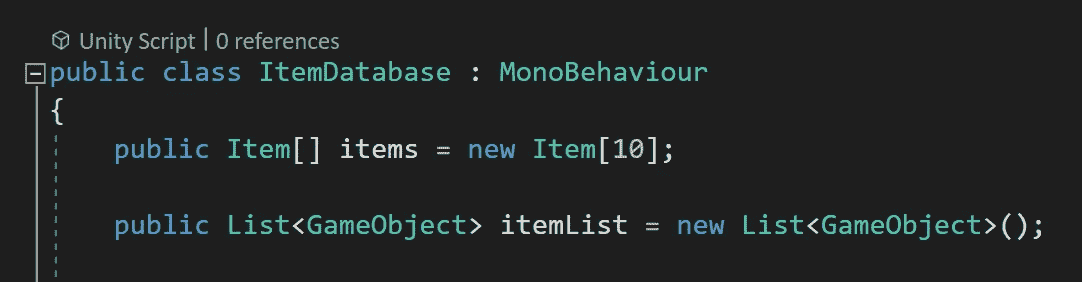 Unity Script | 0 references
public class ItemDatabase : MonoBehaviour
{
public Item[] items = new Item[10];
public List<GameObject> itemList = new List<GameObject>();